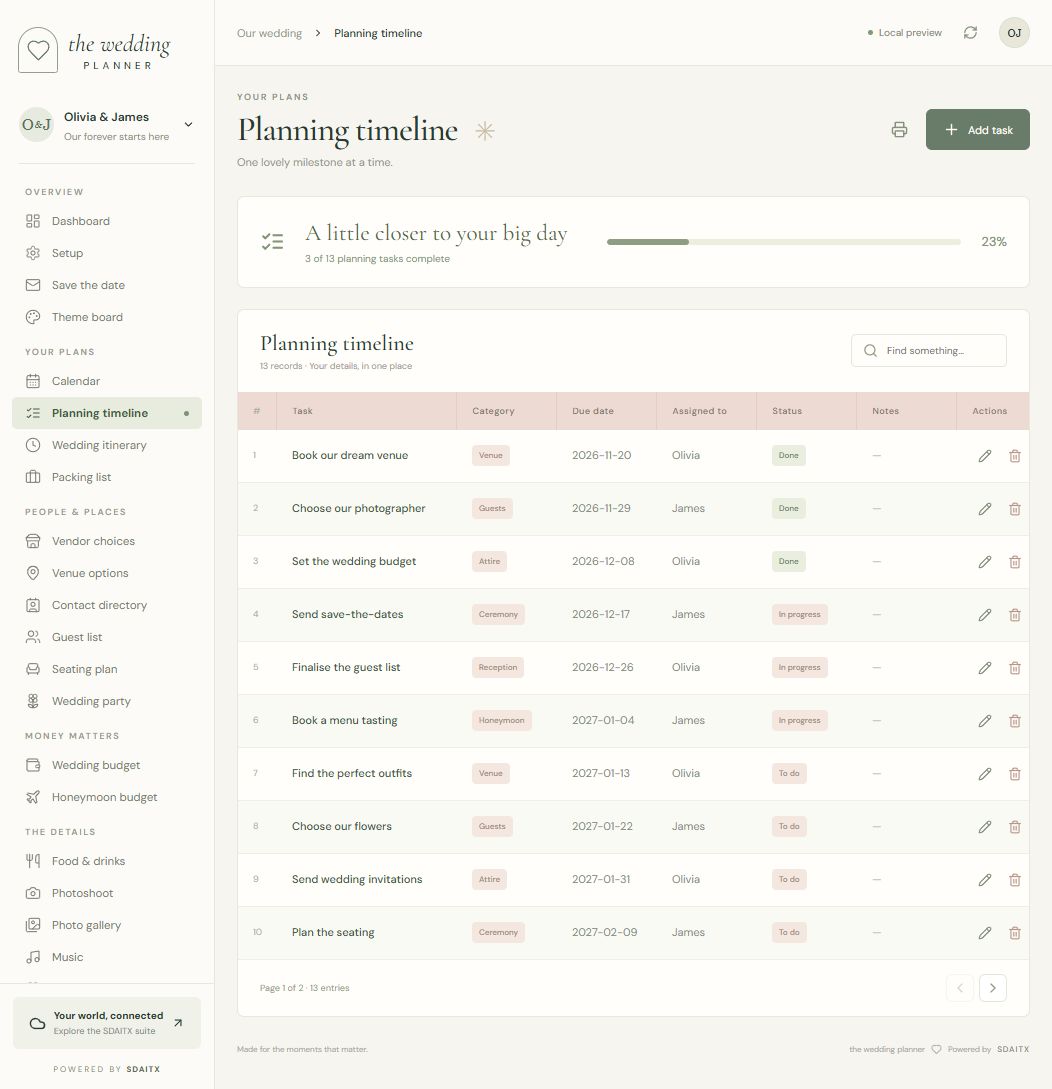 the wedding
PLANNER
O&J
Olivia & James
Our forever starts here
OVERVIEW
Dashboard
Setup
Save the date
Theme board
YOUR PLANS
Calendar
Planning timeline
Wedding itinerary
Packing list
PEOPLE & PLACES
Vendor choices
Venue options
Contact directory
Guest list
Seating plan
Wedding party
MONEY MATTERS
Wedding budget
Honeymoon budget
THE DETAILS
Food & drinks
Photoshoot
Photo gallery
Music
Your world, connected
Explore the SDAITX suite
POWERED BY SDAITX
Our wedding > Planning timeline
Local preview
OJ
YOUR PLANS
Planning timeline
One lovely milestone at a time.
Add task
A little closer to your big day
3 of 13 planning tasks complete
23%
Planning timeline
13 records · Your details, in one place
Find something...
# Task Category Due date Assigned to Status Notes Actions
1 Book our dream venue Venue 2026-11-20 Olivia Done —
2 Choose our photographer Guests 2026-11-29 James Done —
3 Set the wedding budget Attire 2026-12-08 Olivia Done —
4 Send save-the-dates Ceremony 2026-12-17 James In progress —
5 Finalise the guest list Reception 2026-12-26 Olivia In progress —
6 Book a menu tasting Honeymoon 2027-01-04 James In progress —
7 Find the perfect outfits Venue 2027-01-13 Olivia To do —
8 Choose our flowers Guests 2027-01-22 James To do —
9 Send wedding invitations Attire 2027-01-31 Olivia To do —
10 Plan the seating Ceremony 2027-02-09 James To do —
Page 1 of 2 · 13 entries
Made for the moments that matter.
the wedding planner Powered by SDAITX